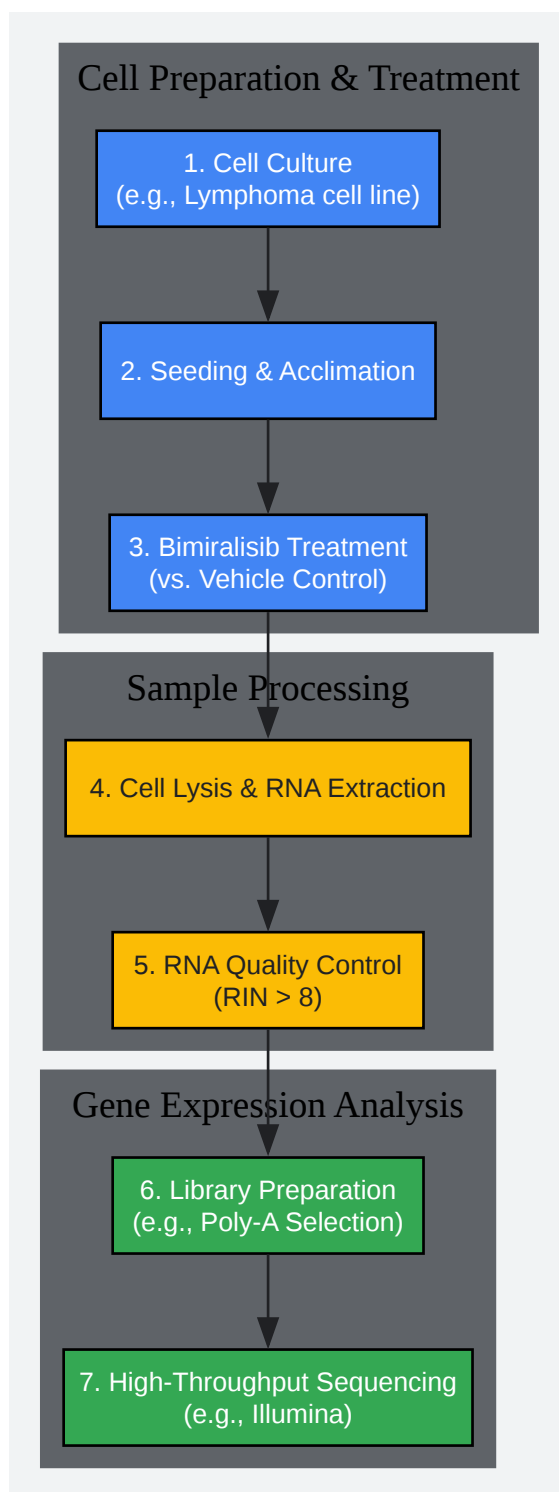 Cell Preparation & Treatment
1. Cell Culture
(e.g., Lymphoma cell line)
2. Seeding & Acclimation
3. Bimiralisib Treatment
(vs. Vehicle Control)
Sample Processing
4. Cell Lysis & RNA Extraction
5. RNA Quality Control
(RIN > 8)
Gene Expression Analysis
6. Library Preparation
(e.g., Poly-A Selection)
7. High-Throughput Sequencing
(e.g., Illumina)